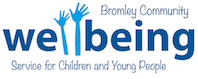 Bromley Community
wellbeing
Service for Children and Young People